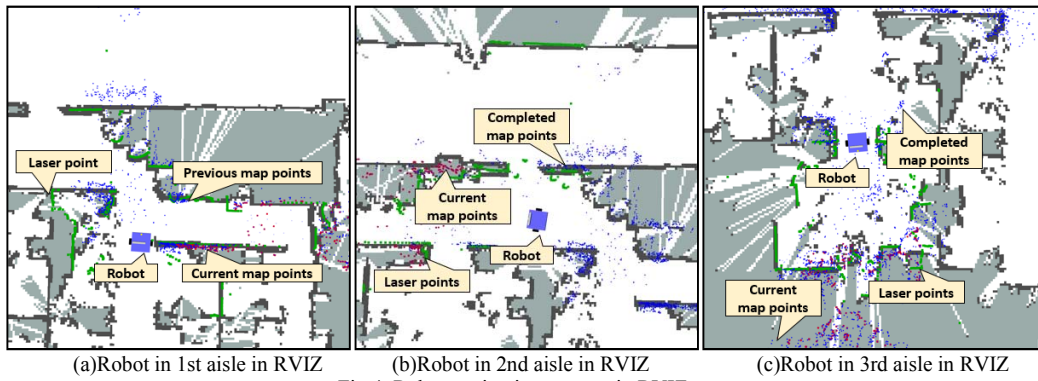 Laser point
Previous map points
Robot
Current map points
Completed
map points
Current
map points
Robot
Laser points
Completed
map points
Robot
Current
map points
Laser points
(a)Robot in 1st aisle in RVIZ
(b)Robot in 2nd aisle in RVIZ
(c)Robot in 3rd aisle in RVIZ